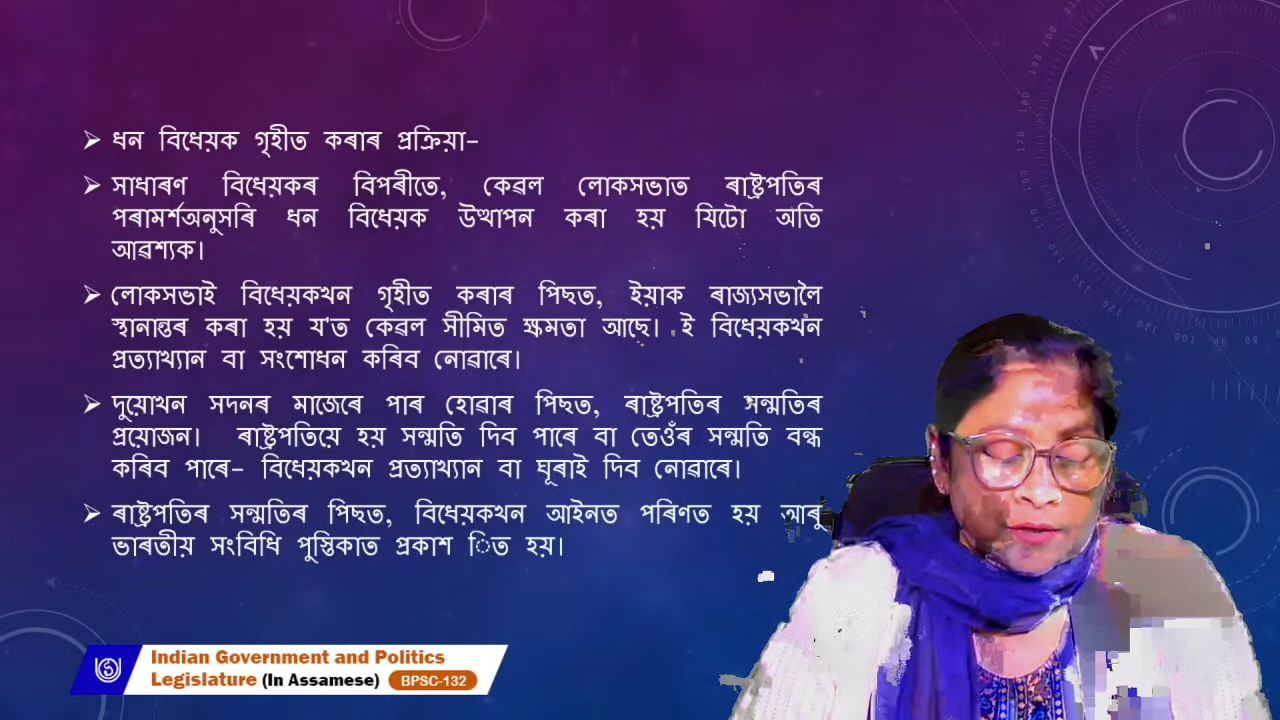 ➢ ধন বিধেয়ক গৃহীত কৰাৰ প্ৰক্ৰিয়া–
➢ সাধাৰণ বিধেয়কৰ বিপৰীতে, কেৱল লোকসভাত ৰাষ্ট্ৰপতিৰ
পৰামৰ্শঅনুসৰি ধন বিধেয়ক উত্থাপন কৰা হয় যিটো অতি
আৱশ্যক।
➢ লোকসভাই বিধেয়কখন গৃহীত কৰাৰ পিছত, ইয়াক ৰাজ্যসভালৈ
স্থানান্তৰ কৰা হয় য'ত কেৱল সীমিত ক্ষমতা আছে। ই বিধেয়কখন
প্ৰত্যাখ্যান বা সংশোধন কৰিব নোৱাৰে।
➢ দুয়োখন সদনৰ মাজেৰে পাৰ হোৱাৰ পিছত, ৰাষ্ট্ৰপতিৰ সন্মতিৰ
প্ৰয়োজন। ৰাষ্ট্ৰপতিয়ে হয় সন্মতি দিব পাৰে বা তেওঁৰ সন্মতি বন্ধ
কৰিব পাৰে– বিধেয়কখন প্ৰত্যাখ্যান বা ঘূৰাই দিব নোৱাৰে।
➢ ৰাষ্ট্ৰপতিৰ সন্মতিৰ পিছত, বিধেয়কখন আইনত পৰিণত হয় আৰু
ভাৰতীয় সংবিধি পুস্তিকাত প্ৰকাশ িত হয়।
Indian Government and Politics
Legislature (In Assamese) BPSC-132